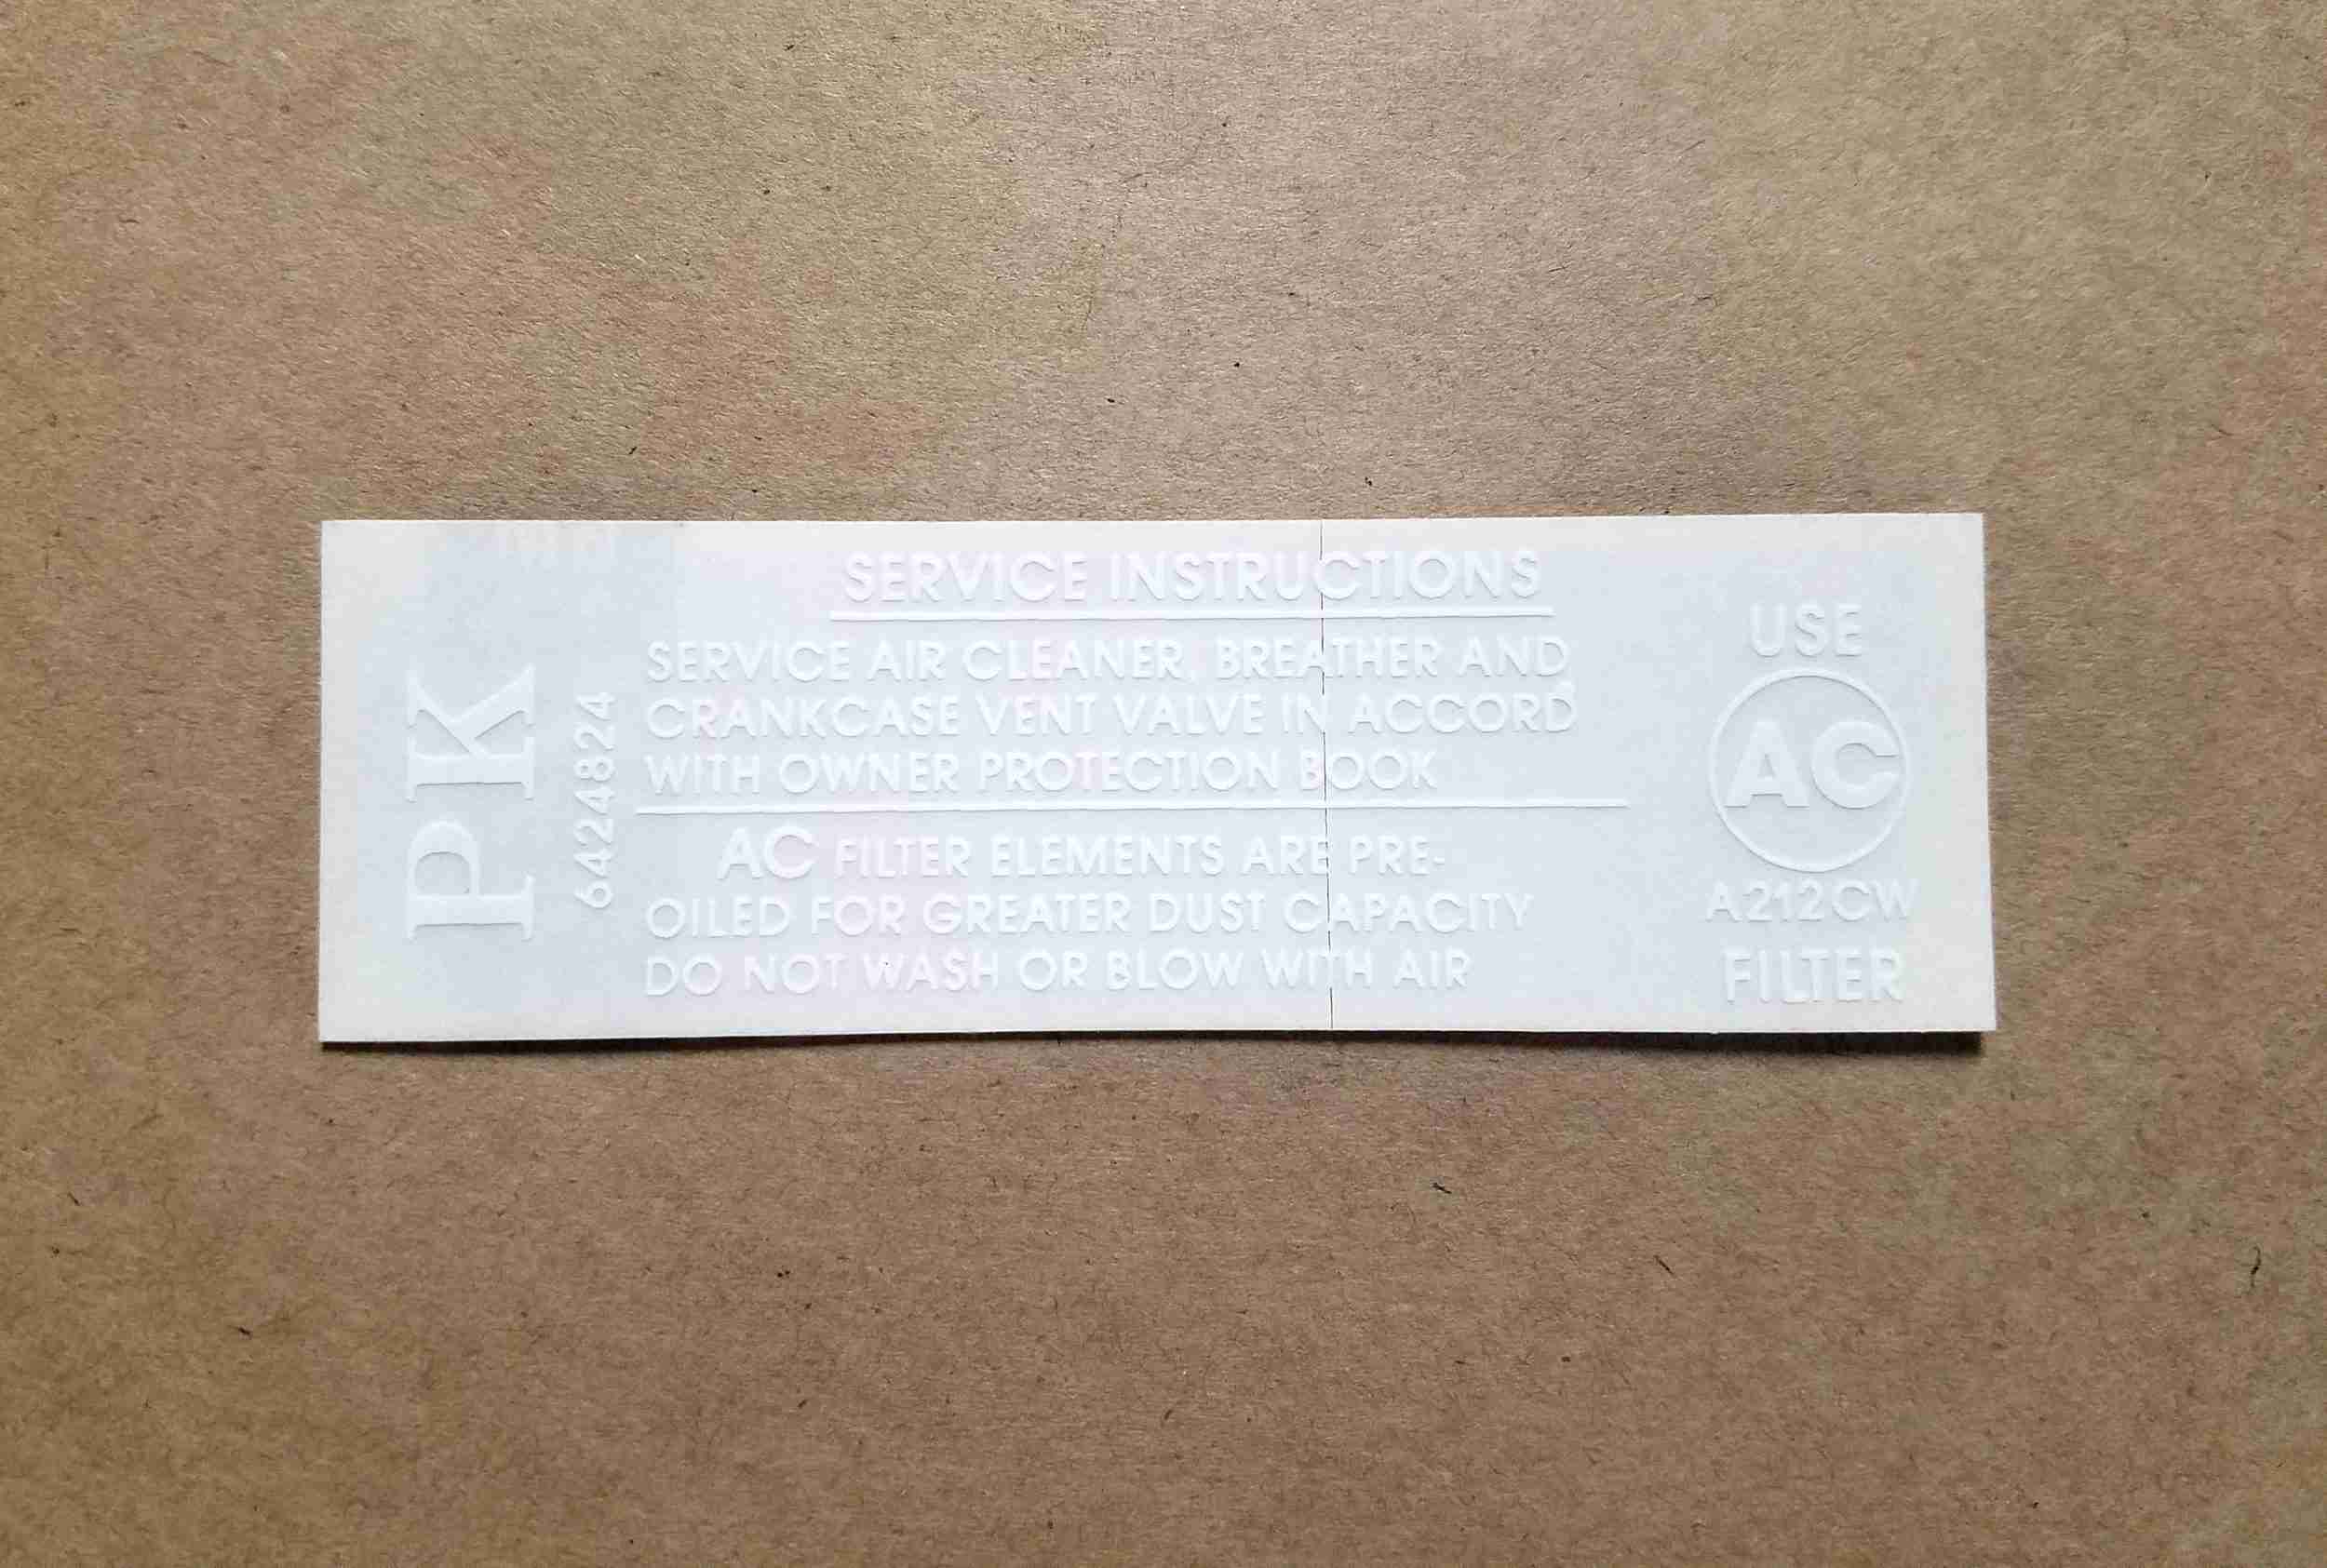 PK
6424824
SERVICE INSTRUCTIONS
SERVICE AIR CLEANER, BREATHER AND
CRANKCASE VENT VALVE IN ACCORD
WITH OWNER PROTECTION BOOK
AC FILTER ELEMENTS ARE PRE-
OILED FOR GREATER DUST CAPACITY
DO NOT WASH OR BLOW WITH AIR
USE
AC
A212CW
FILTER